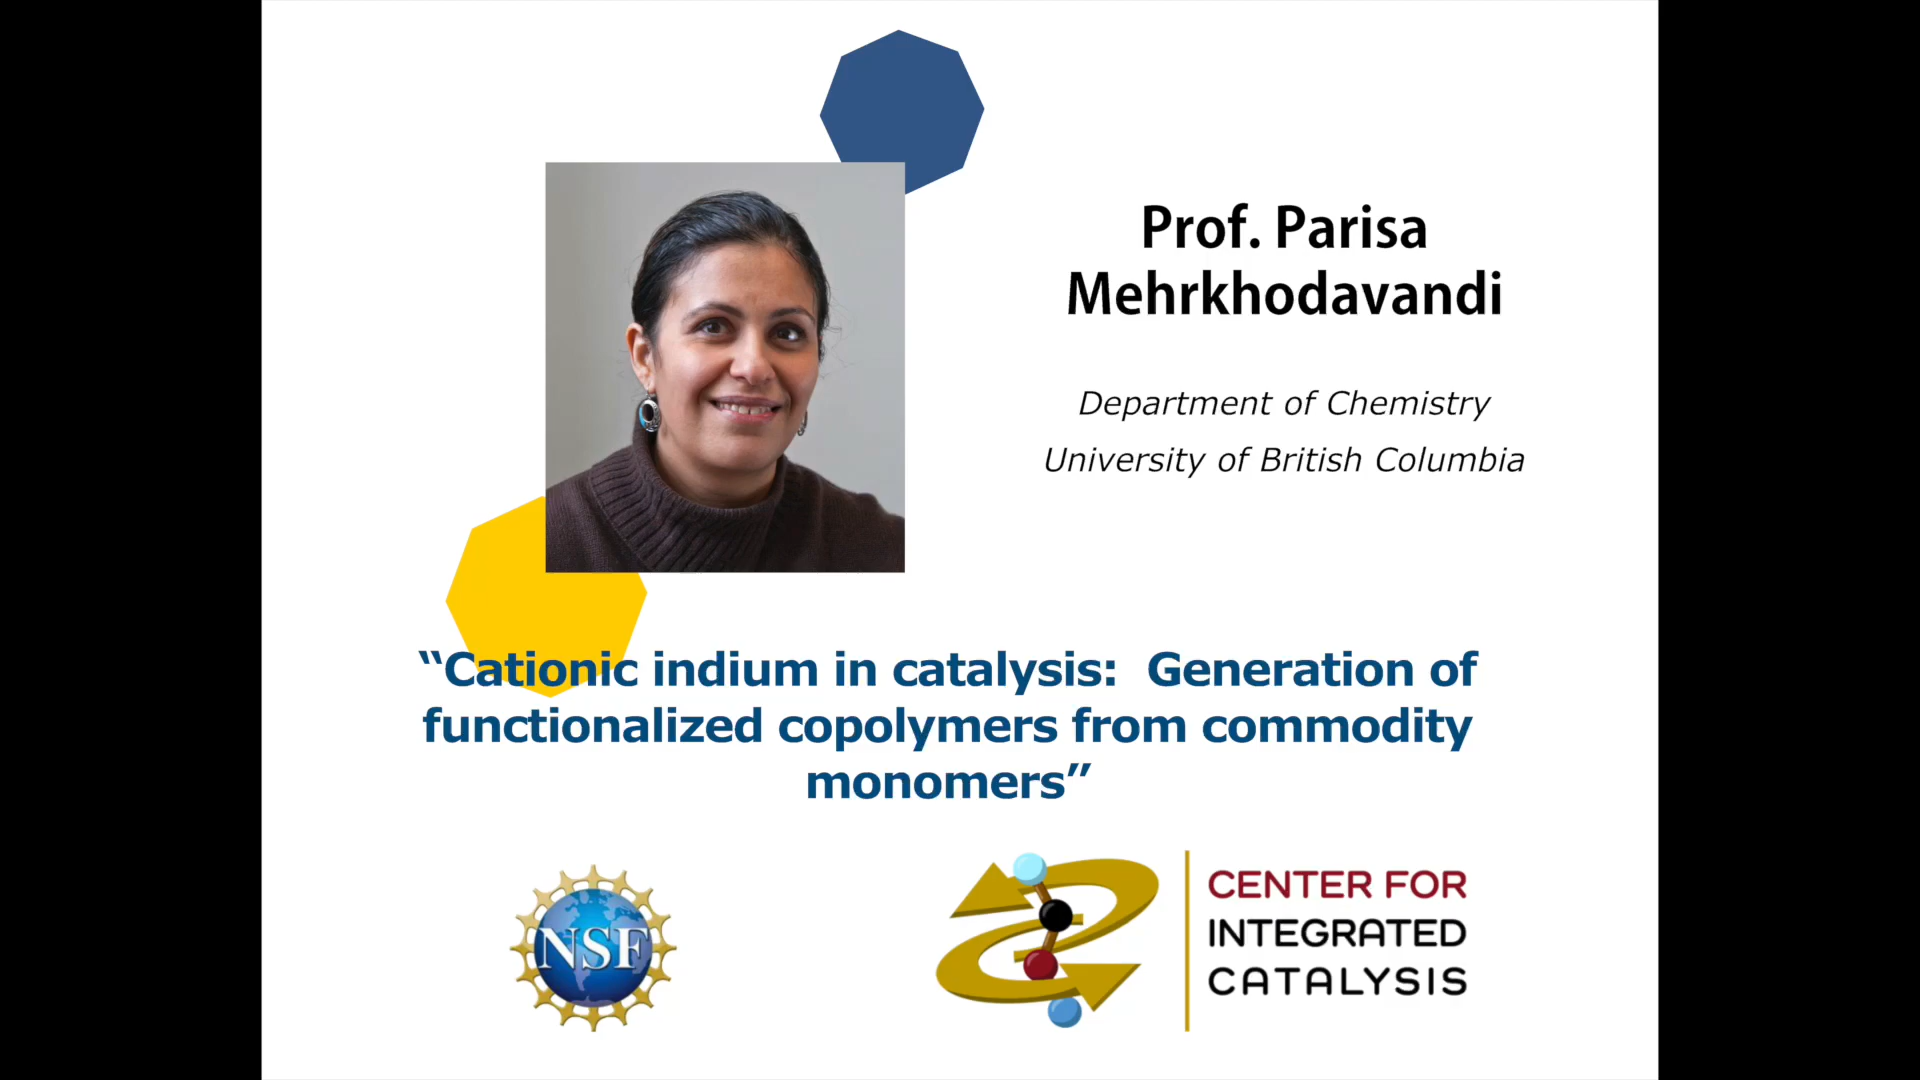 Prof. Parisa
Mehrkhodavandi
Department of Chemistry
University of British Columbia
“Cationic indium in catalysis:  Generation of
functionalized copolymers from commodity
monomers”
NSF
CENTER FOR
INTEGRATED
CATALYSIS